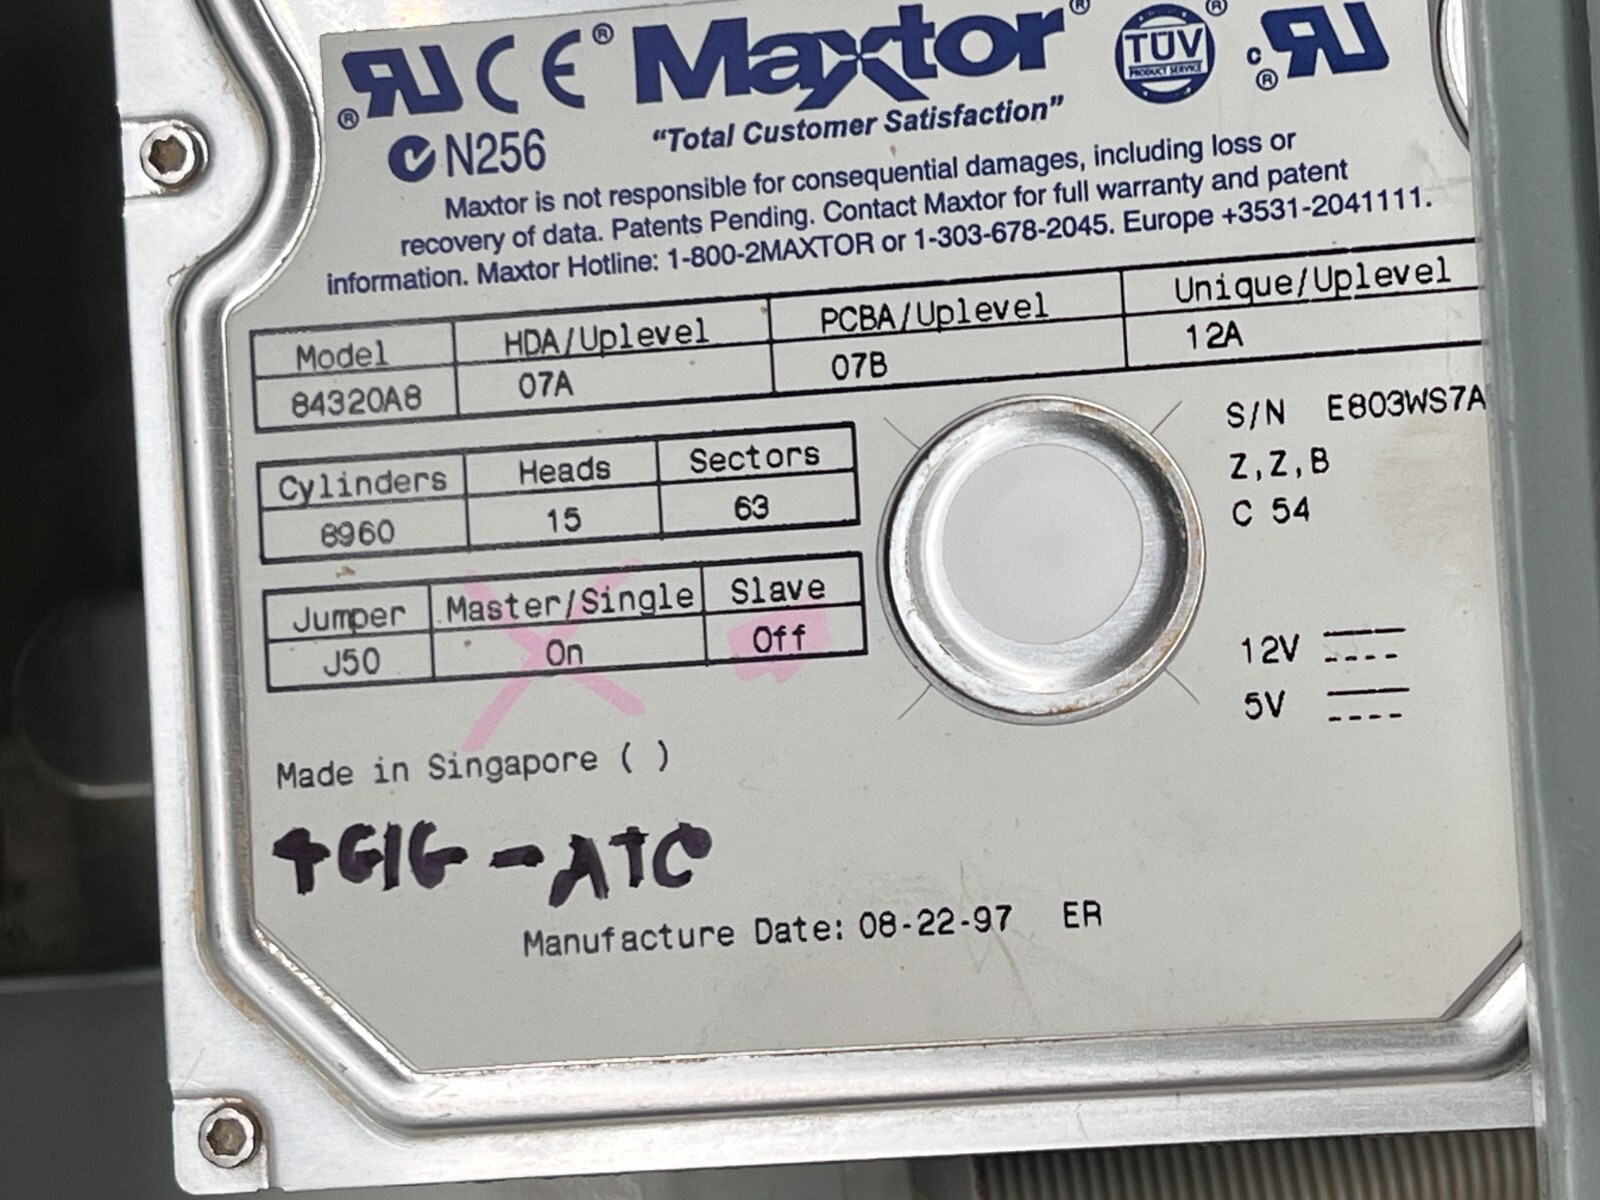 Maxtor
TÜV
PRODUCT SERVICE
N256
"Total Customer Satisfaction"
Maxtor is not responsible for consequential damages, including loss or
recovery of data. Patents Pending. Contact Maxtor for full warranty and patent
information. Maxtor Hotline: 1-800-2MAXTOR or 1-303-678-2045. Europe +3531-2041111.
Model HDA/Uplevel PCBA/Uplevel Unique/Uplevel
84320A8 07A 07B 12A
S/N E803WS7A
Z,Z,B
C 54
Cylinders Heads Sectors
8960 15 63
Jumper Master/Single Slave
J50 On Off
12V
5V
Made in Singapore ( )
4GIG-ATC
Manufacture Date: 08-22-97 ER